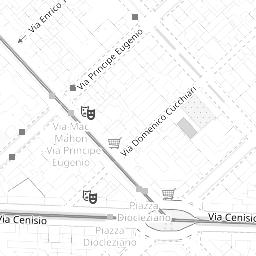 Via Enrico
Via Principe Eugenio
Via Domenico Cucchiari
Via Mac
Mahon
Via Principe
Eugenio
Piazza
Diocleziano
Via Cenisio
Via Cenisio
Piazza
Diocleziano